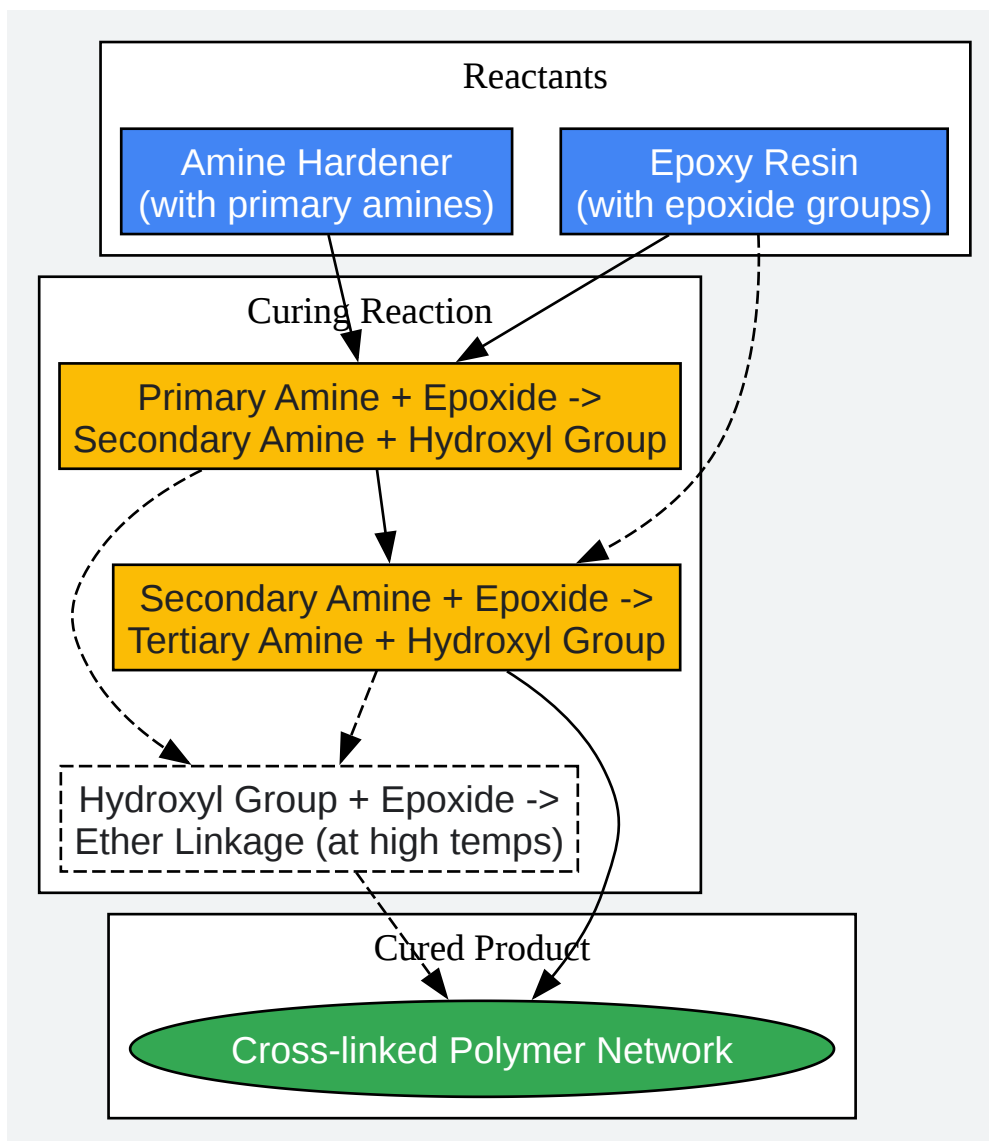 Reactants
Amine Hardener
(with primary amines)
Epoxy Resin
(with epoxide groups)
Curing Reaction
Primary Amine + Epoxide ->
Secondary Amine + Hydroxyl Group
Secondary Amine + Epoxide ->
Tertiary Amine + Hydroxyl Group
Hydroxyl Group + Epoxide ->
Ether Linkage (at high temps)
Cured Product
Cross-linked Polymer Network